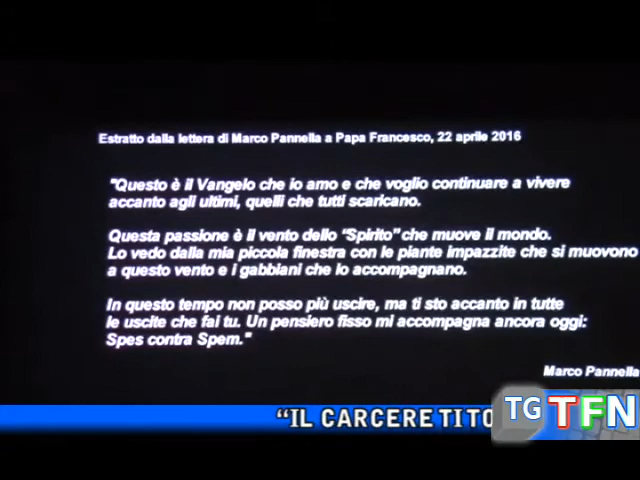 Estratto dalla lettera di Marco Pannella a Papa Francesco, 22 aprile 2016
"Questo è il Vangelo che io amo e che voglio continuare a vivere
accanto agli ultimi, quelli che tutti scaricano.
Questa passione è il vento dello "Spirito" che muove il mondo.
Lo vedo dalla mia piccola finestra con le piante impazzite che si muovono
a questo vento e i gabbiani che lo accompagnano.
In questo tempo non posso più uscire, ma ti sto accanto in tutte
le uscite che fai tu. Un pensiero fisso mi accompagna ancora oggi:
Spes contra Spem."
Marco Pannella
"IL CARCERE TI TO
TG TFN